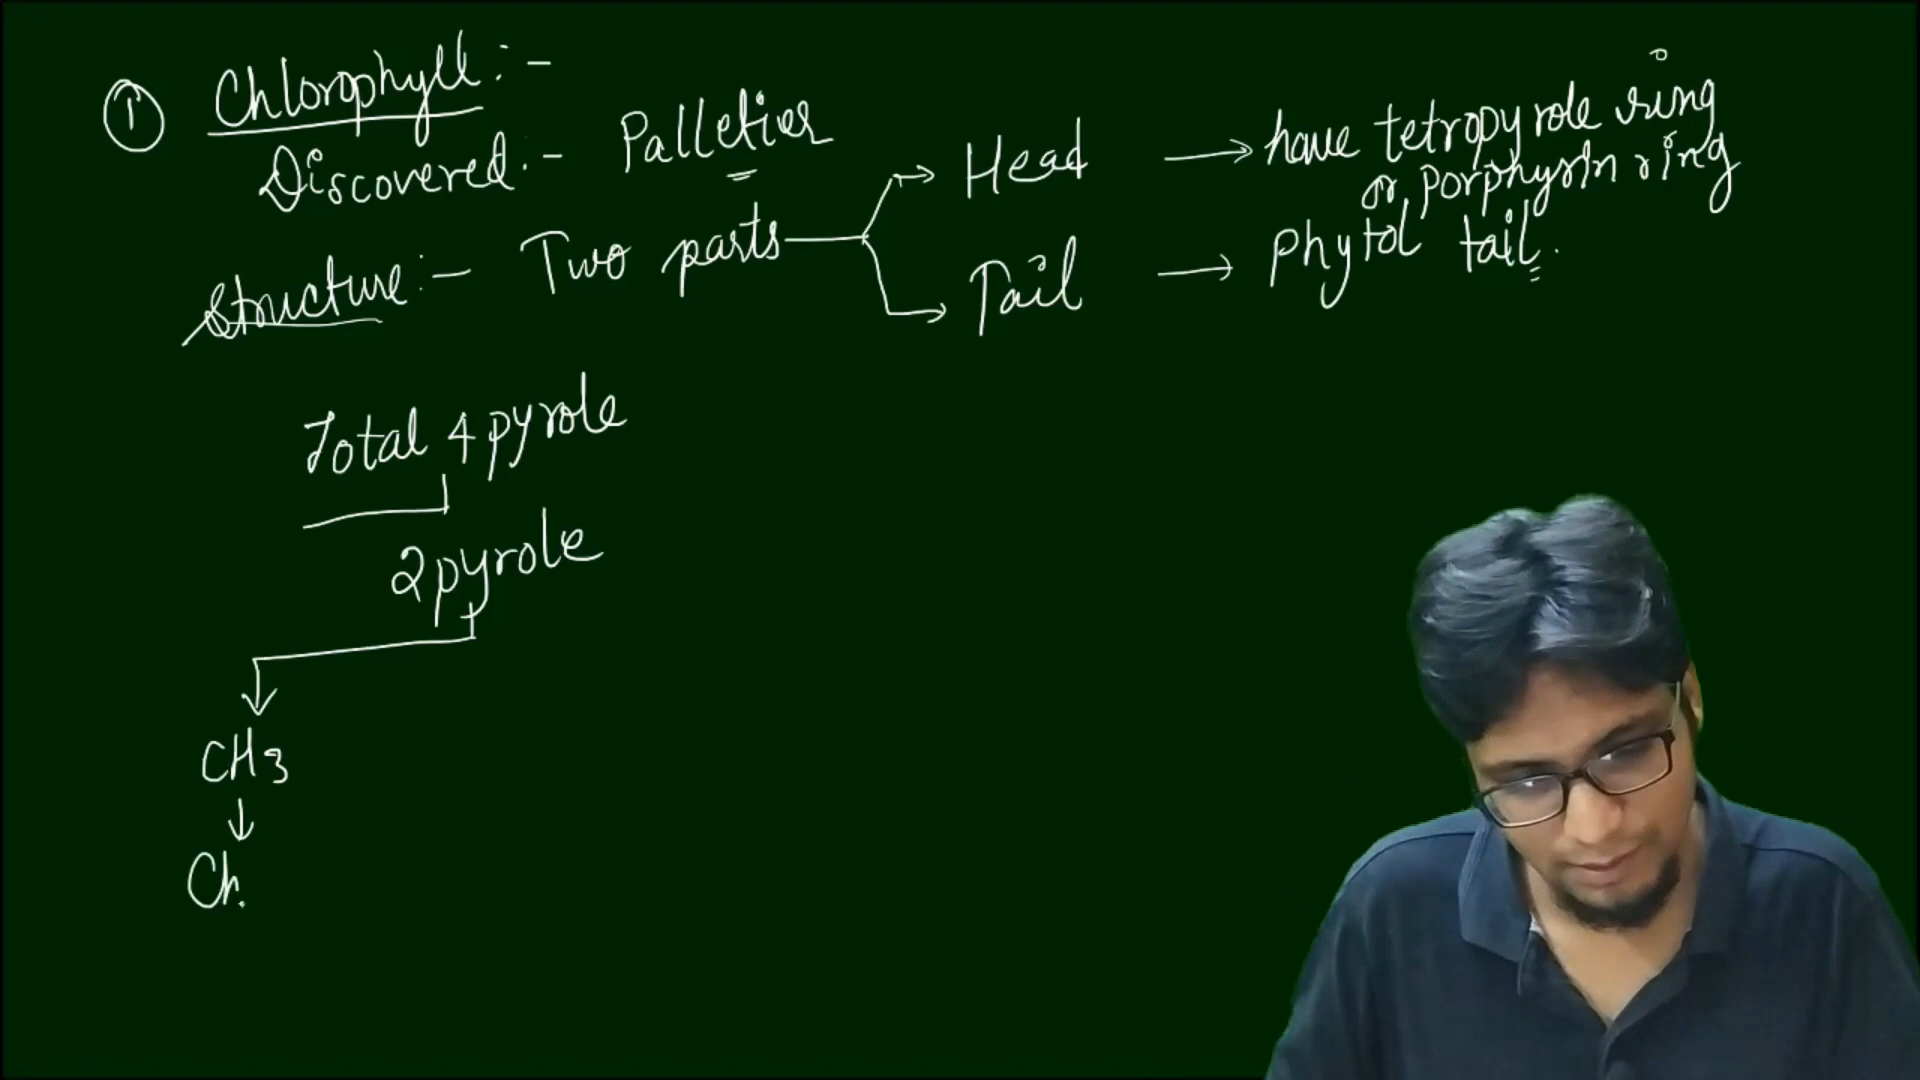 ① Chlorophyll :-
Discovered :- Palletier
Structure :- Two parts
Head → have tetropyrole ring
or porphyrin ring
Tail → Phytol tail.
Total 4 pyrole
2 pyrole
CH3
Ch.